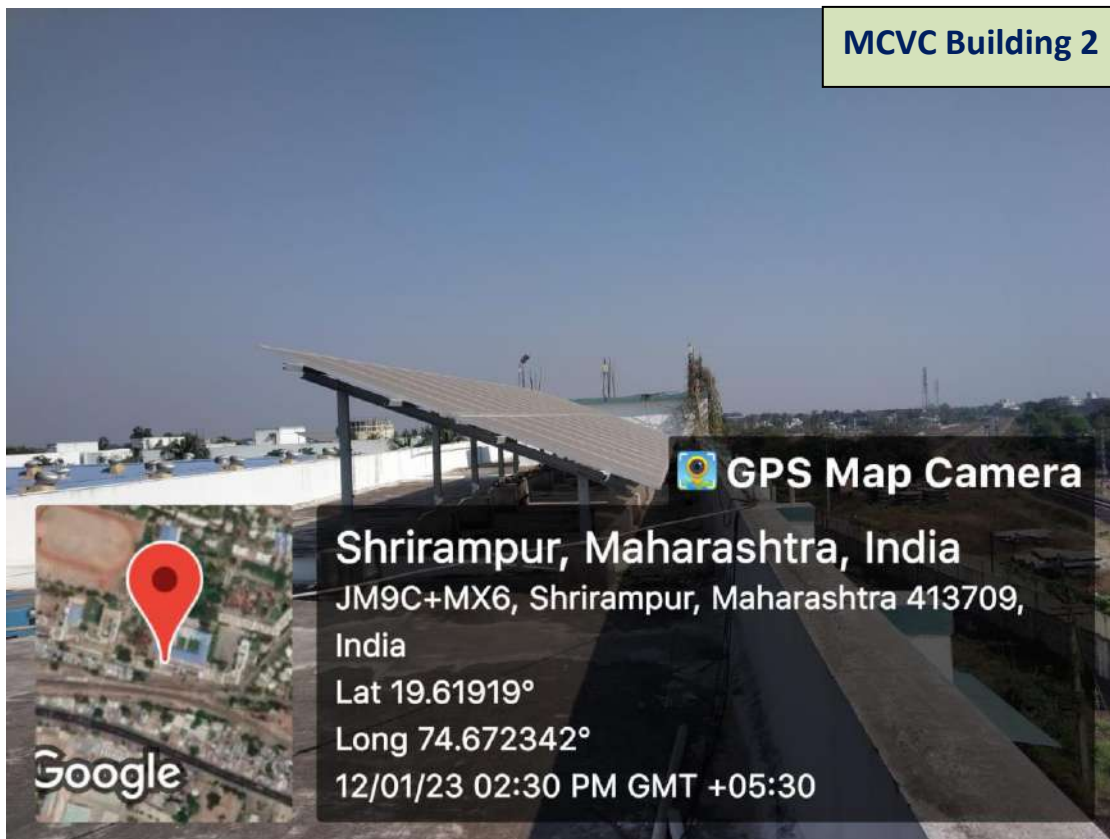 MCVC Building 2
GPS Map Camera
Shrirampur, Maharashtra, India
JM9C+MX6, Shrirampur, Maharashtra 413709,
India
Lat 19.61919°
Long 74.672342°
12/01/23 02:30 PM GMT +05:30
Google